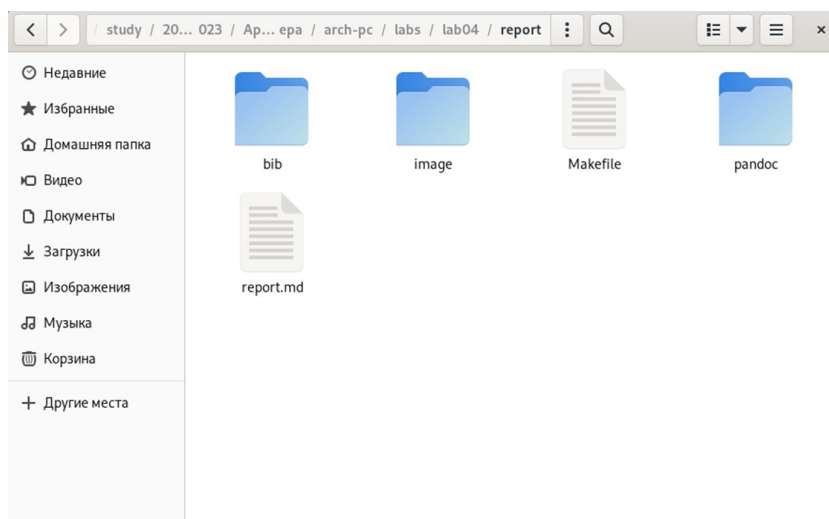 study / 20... 023 / Ap... epa / arch-pc / labs / lab04 / report
Недавние
Избранные
Домашняя папка
Видео
Документы
Загрузки
Изображения
Музыка
Корзина
Другие места
bib
image
Makefile
pandoc
report.md